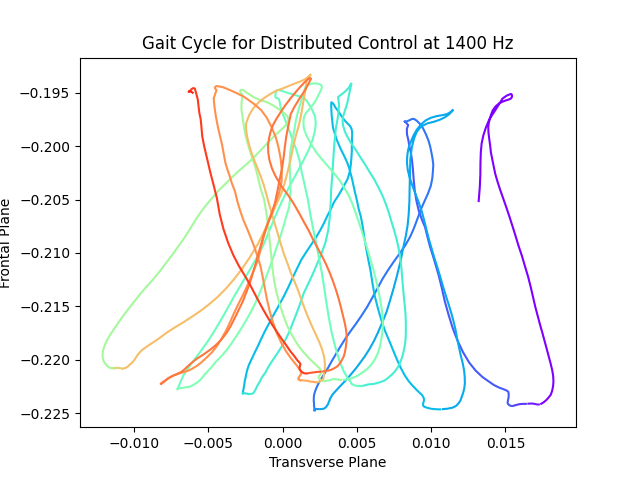 Gait Cycle for Distributed Control at 1400 Hz
−0.195
−0.200
−0.205
−0.210
−0.215
−0.220
−0.225
Frontal Plane
−0.010 −0.005 0.000 0.005 0.010 0.015
Transverse Plane